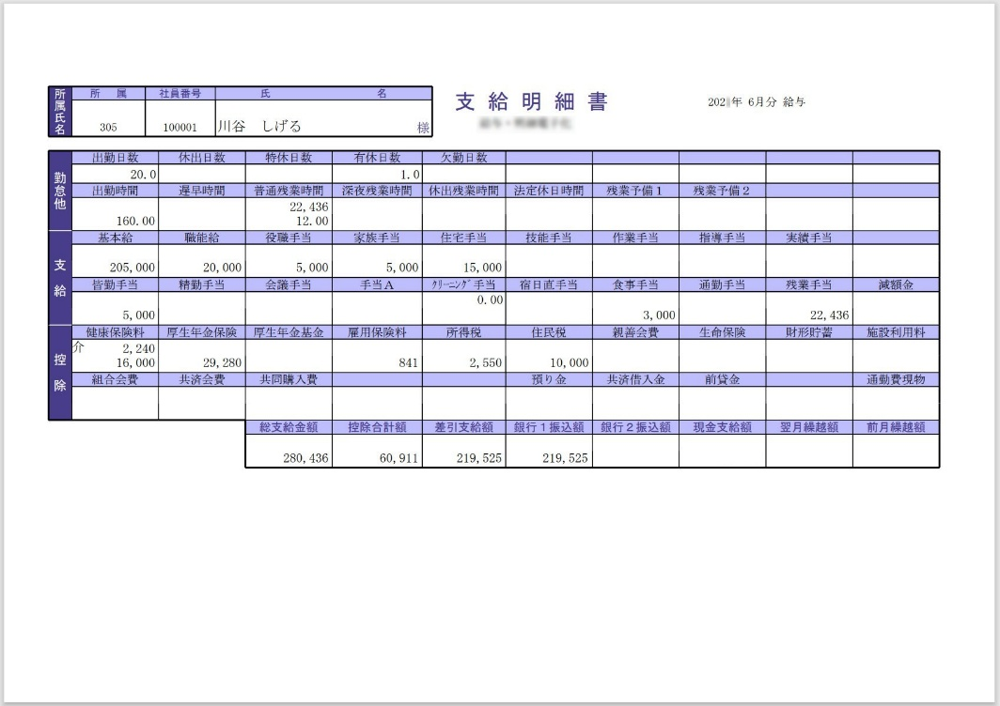 所属氏名
所 属 社員番号 氏 名
305 100001 川谷 しげる 様
支給明細書
年 6月分 給与
勤怠他
出勤日数 休出日数 特休日数 有休日数 欠勤日数
20.0 1.0
出勤時間 遅早時間 普通残業時間 深夜残業時間 休出残業時間 法定休日時間 残業予備1 残業予備2
22,436
160.00 12.00
支給
基本給 職能給 役職手当 家族手当 住宅手当 技能手当 作業手当 指導手当 実績手当
205,000 20,000 5,000 5,000 15,000
皆勤手当 精勤手当 会議手当 手当A クリーニング手当 宿日直手当 食事手当 通勤手当 残業手当 減額金
0.00
5,000 3,000 22,436
控除
健康保険料 厚生年金保険 厚生年金基金 雇用保険料 所得税 住民税 親善会費 生命保険 財形貯蓄 施設利用料
介 2,240
16,000 29,280 841 2,550 10,000
組合会費 共済会費 共同購入費 預り金 共済借入金 前貸金 通勤費現物
総支給金額 控除合計額 差引支給額 銀行1振込額 銀行2振込額 現金支給額 翌月繰越額 前月繰越額
280,436 60,911 219,525 219,525